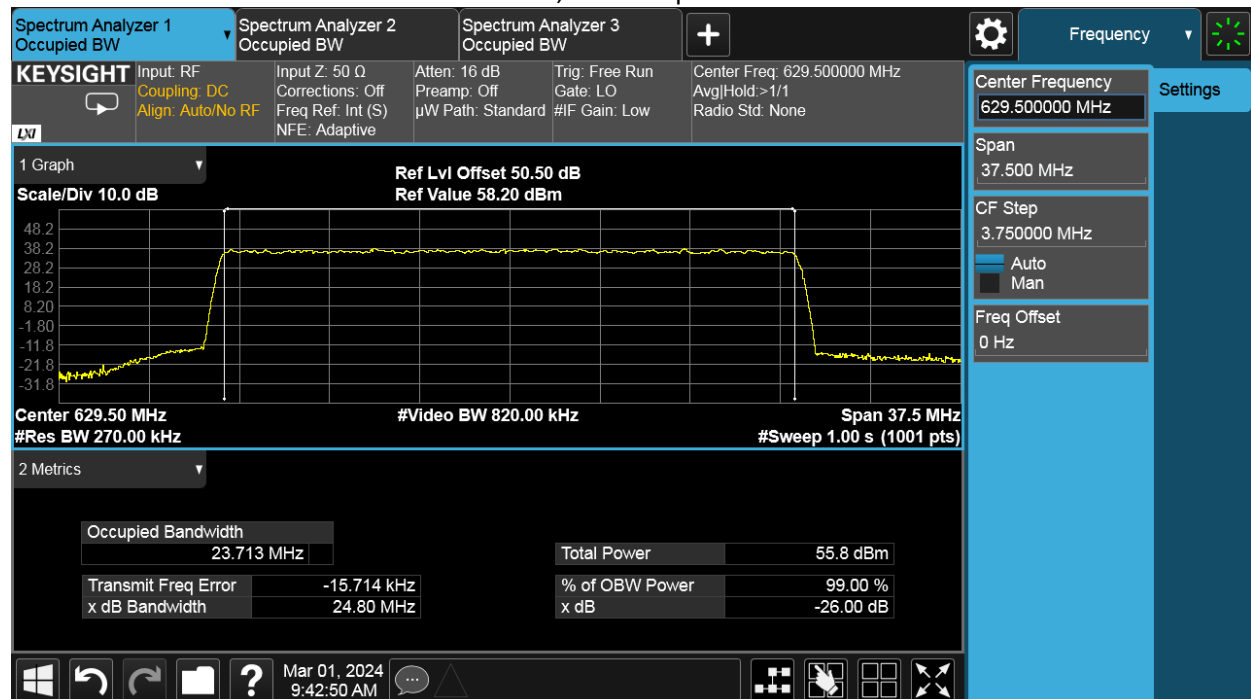 Spectrum Analyzer 1
Occupied BW
Spectrum Analyzer 2
Occupied BW
Spectrum Analyzer 3
Occupied BW
+
Frequency
KEYSIGHT
LXI
Input: RF
Coupling: DC
Align: Auto/No RF
Input Z: 50 Ω
Corrections: Off
Freq Ref: Int (S)
NFE: Adaptive
Atten: 16 dB
Preamp: Off
µW Path: Standard
Trig: Free Run
Gate: LO
#IF Gain: Low
Center Freq: 629.500000 MHz
Avg|Hold:>1/1
Radio Std: None
Center Frequency
629.500000 MHz
Settings
Span
37.500 MHz
CF Step
3.750000 MHz
Auto
Man
Freq Offset
0 Hz
1 Graph
Scale/Div 10.0 dB
Ref Lvl Offset 50.50 dB
Ref Value 58.20 dBm
48.2
38.2
28.2
18.2
8.20
-1.80
-11.8
-21.8
-31.8
Center 629.50 MHz
#Video BW 820.00 kHz
Span 37.5 MHz
#Res BW 270.00 kHz
#Sweep 1.00 s (1001 pts)
2 Metrics
Occupied Bandwidth
23.713 MHz
Total Power 55.8 dBm
Transmit Freq Error -15.714 kHz
% of OBW Power 99.00 %
x dB Bandwidth 24.80 MHz
x dB -26.00 dB
?
Mar 01, 2024
9:42:50 AM